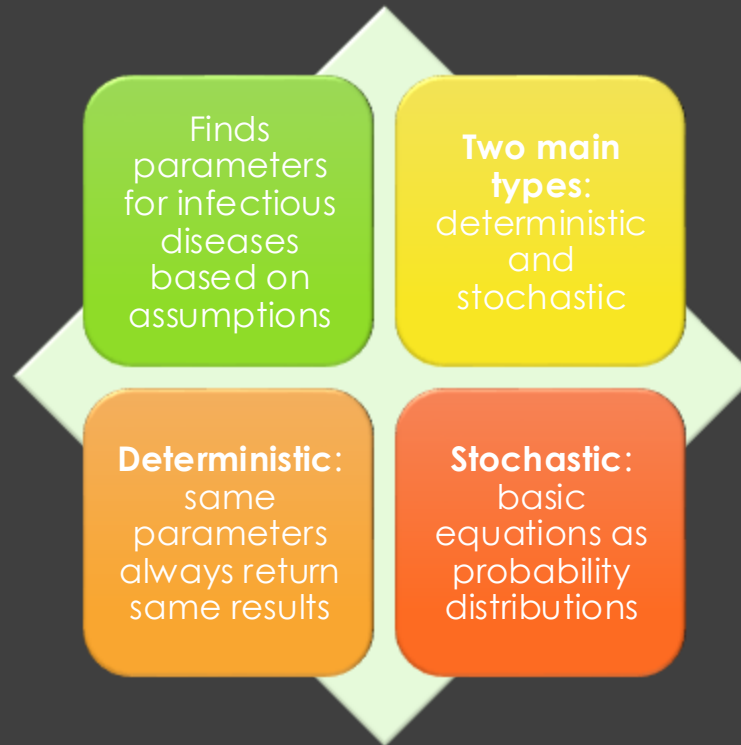 Finds
parameters
for infectious
diseases
based on
assumptions
Two main
types:
deterministic
and
stochastic
Deterministic:
same
parameters
always return
same results
Stochastic:
basic
equations as
probability
distributions